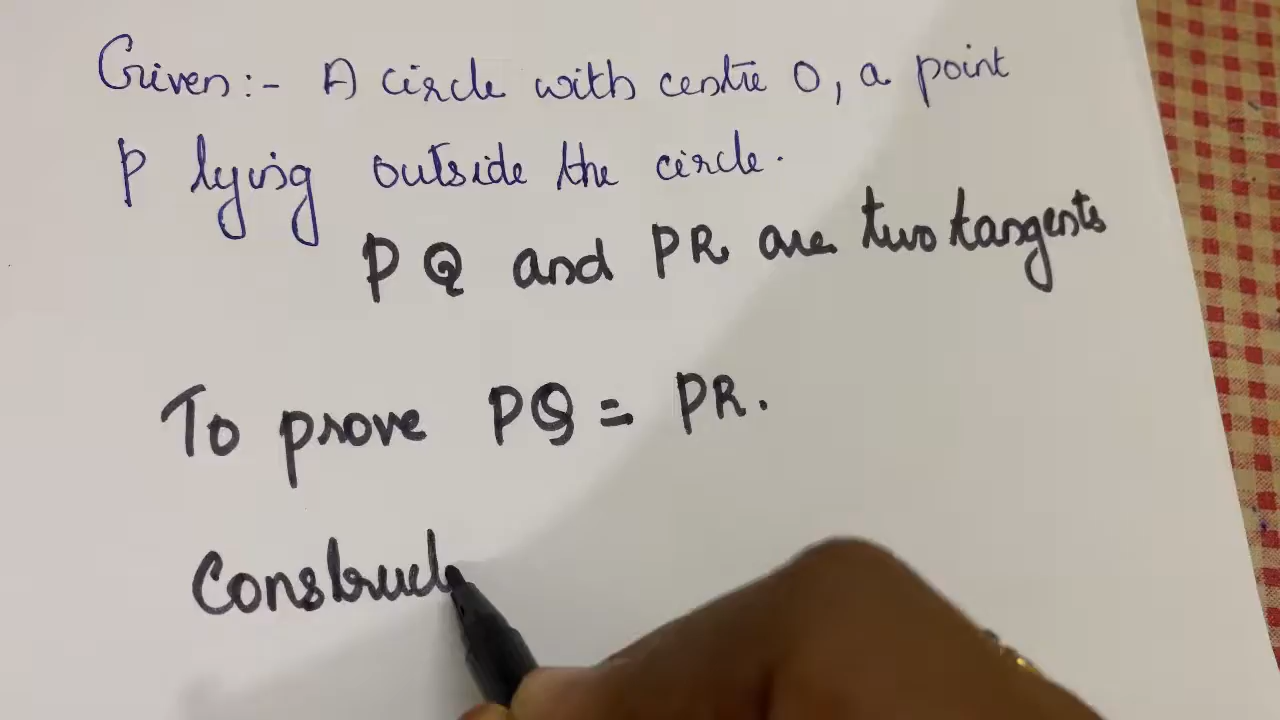 Given:- A circle with centre O, a point
P lying outside the circle.
PQ and PR are two tangents
To prove PQ = PR.
Construct